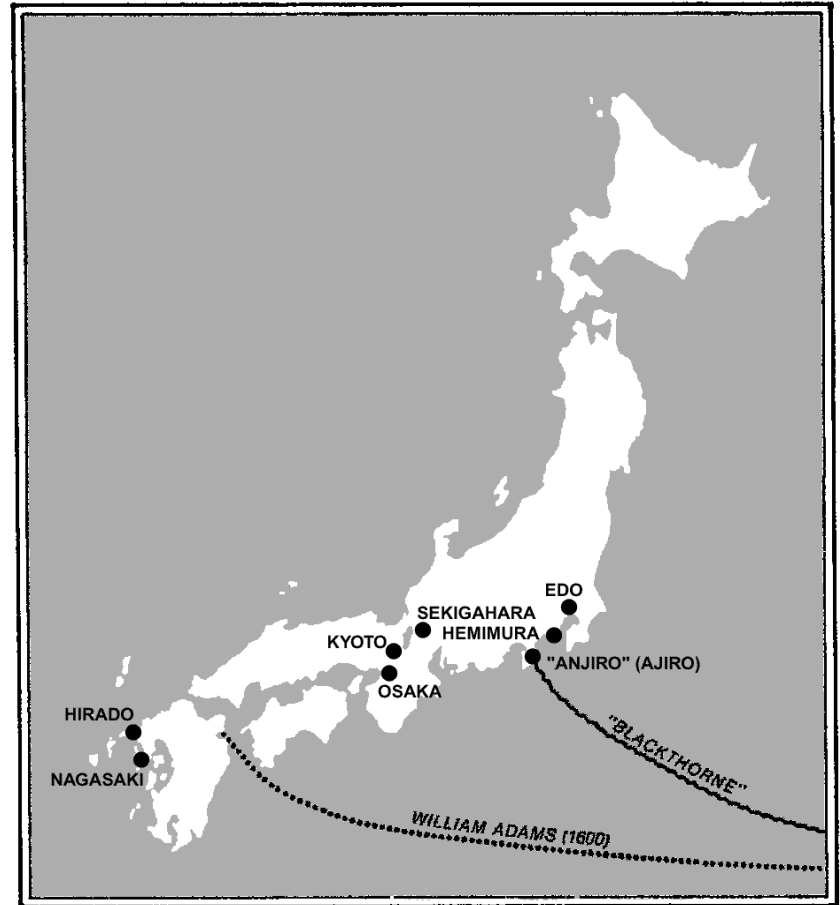 EDO
SEKIGAHARA
HEMIMURA
KYOTO
"ANJIRO" (AJIRO)
OSAKA
HIRADO
NAGASAKI
"BLACKTHORNE"
WILLIAM ADAMS (1600)